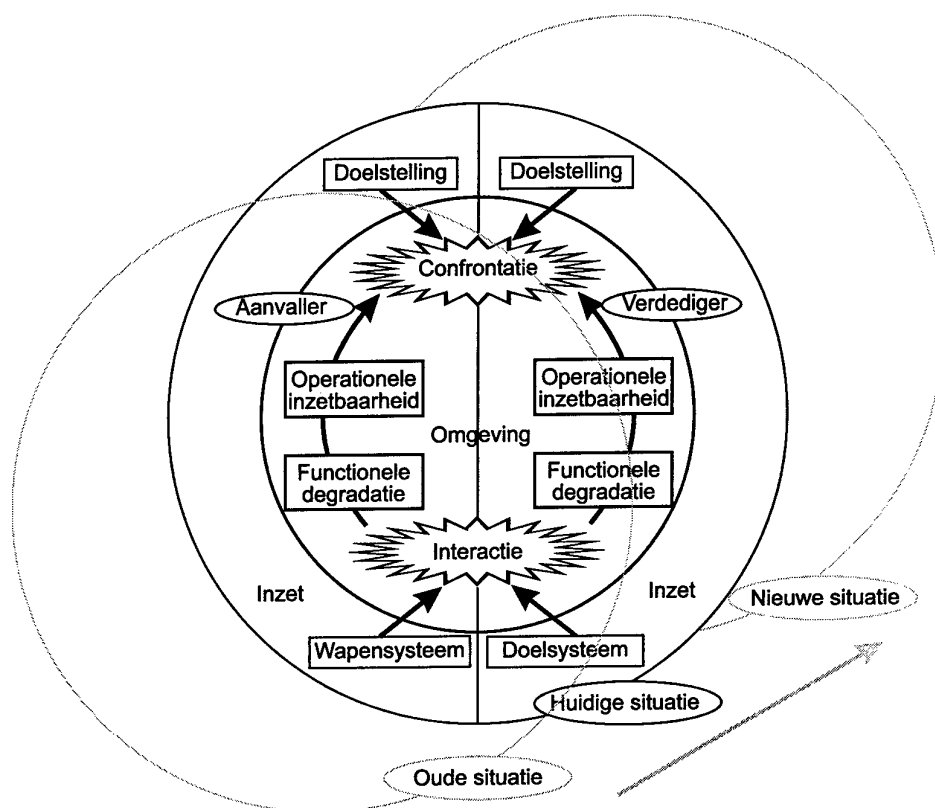 Doelstelling
Doelstelling
Confrontatie
Aanvaller
Verdediger
Operationele
inzetbaarheid
Operationele
inzetbaarheid
Omgeving
Functionele
degradatie
Functionele
degradatie
Interactie
Inzet
Inzet
Nieuwe situatie
Wapensysteem
Doelsysteem
Huidige situatie
Oude situatie